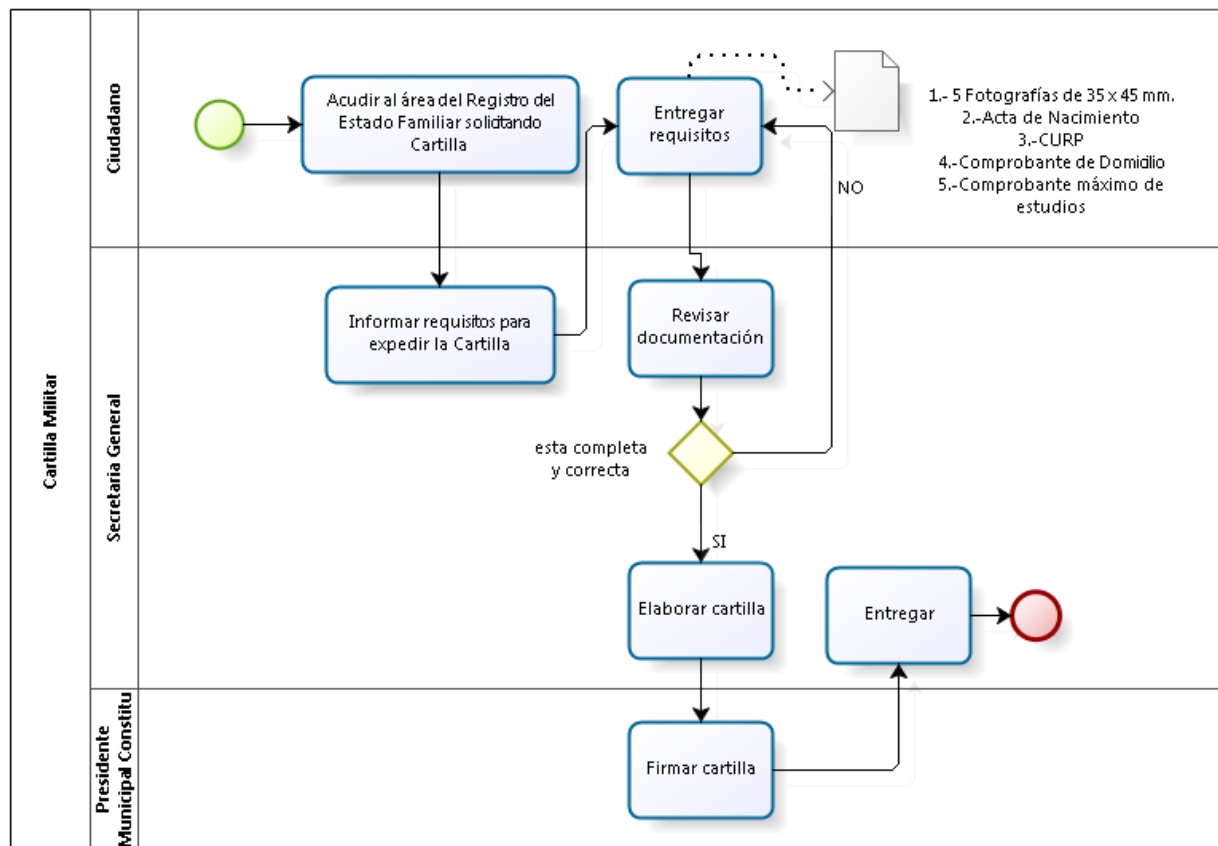 Cartilla Militar
Ciudadano
Acudir al área del Registro del
Estado Familiar solicitando
Cartilla
Entregar
requisitos
1.- 5 Fotografías de 35 x 45 mm.
2.-Acta de Nacimiento
3.-CURP
4.-Comprobante de Domicilio
5.-Comprobante máximo de
estudios
NO
Secretaria General
Informar requisitos para
expedir la Cartilla
Revisar
documentación
esta completa
y correcta
SI
Elaborar cartilla
Entregar
Presidente
Municipal Constitu
Firmar cartilla